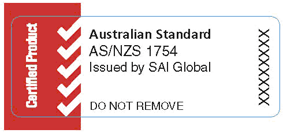 Certified Product
Australian Standard
AS/NZS 1754
Issued by SAI Global
DO NOT REMOVE
XXXXXXXX